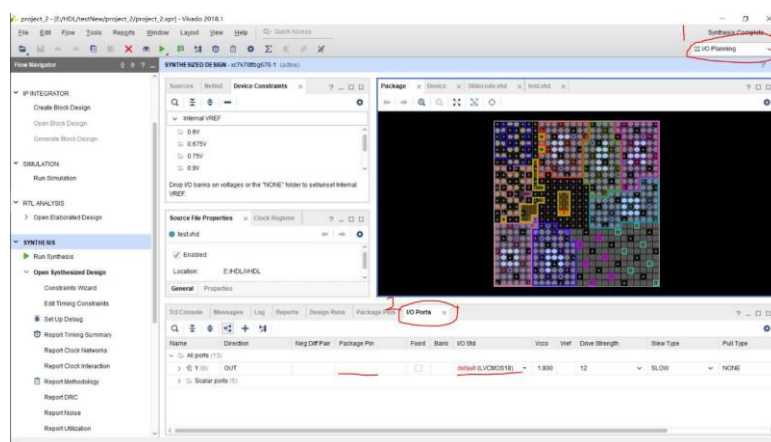 project_2 - [E:/HDL/testNew/project_2/project_2.xpr] - Vivado 2018.1
File Edit Flow Tools Reports Window Layout View Help Quick Access
Synthesis Complete
1
I/O Planning
Flow Navigator
SYNTHESIZED DESIGN - (active)
IP INTEGRATOR
Create Block Design
Open Block Design
Generate Block Design
SIMULATION
Run Simulation
RTL ANALYSIS
Open Elaborated Design
SYNTHESIS
Run Synthesis
Open Synthesized Design
Constraints Wizard
Edit Timing Constraints
Set Up Debug
Report Timing Summary
Report Clock Networks
Report Clock Interaction
Report Methodology
Report DRC
Report Noise
Report Utilization
Sources Netlist Device Constraints
Internal VREF
0.6V
0.675V
0.75V
0.9V
Drop I/O banks on voltages or the "NONE" folder to set/unset Internal
VREF.
Source File Properties Clock Regions
test.vhd
Enabled
Location: E:/HDL/VHDL
General Properties
Package Device 38decode.vhd test.vhd
2
Tcl Console Messages Log Reports Design Runs Package Pins I/O Ports
Name Direction Neg Diff Pair Package Pin Fixed Bank I/O Std Vcco Vref Drive Strength Slew Type Pull Type
All ports (13)
Y (8) OUT default (LVCMOS18) 1.800 12 SLOW NONE
Scalar ports (5)